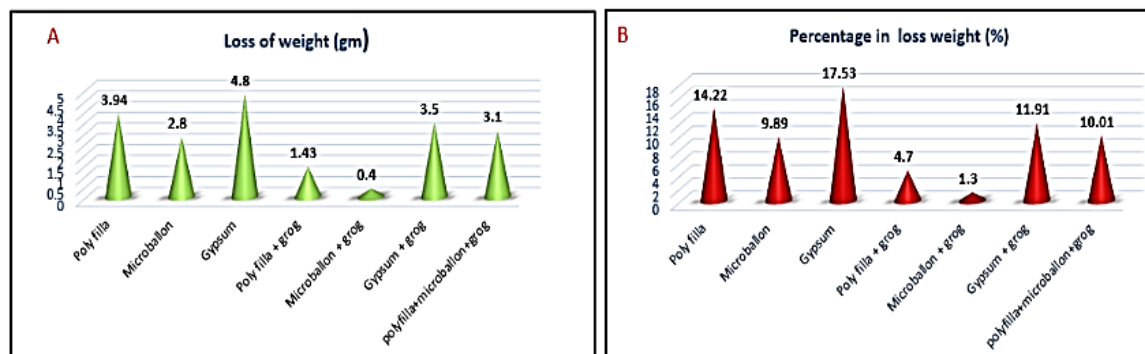 A
Loss of weight (gm)
5
4.5
4
3.5
3
2.5
2
1.5
1
0.5
0
3.94
2.8
4.8
1.43
0.4
3.5
3.1
Poly filla
Microballon
Gypsum
Poly filla + grog
Microballon + grog
Gypsum + grog
polyfilla+microballon+grog
B
Percentage in loss weight (%)
18
16
14
12
10
8
6
4
2
0
14.22
9.89
17.53
4.7
1.3
11.91
10.01
Poly filla
Microballon
Gypsum
Poly filla + grog
Microballon + grog
Gypsum + grog
polyfilla+microballon+grog